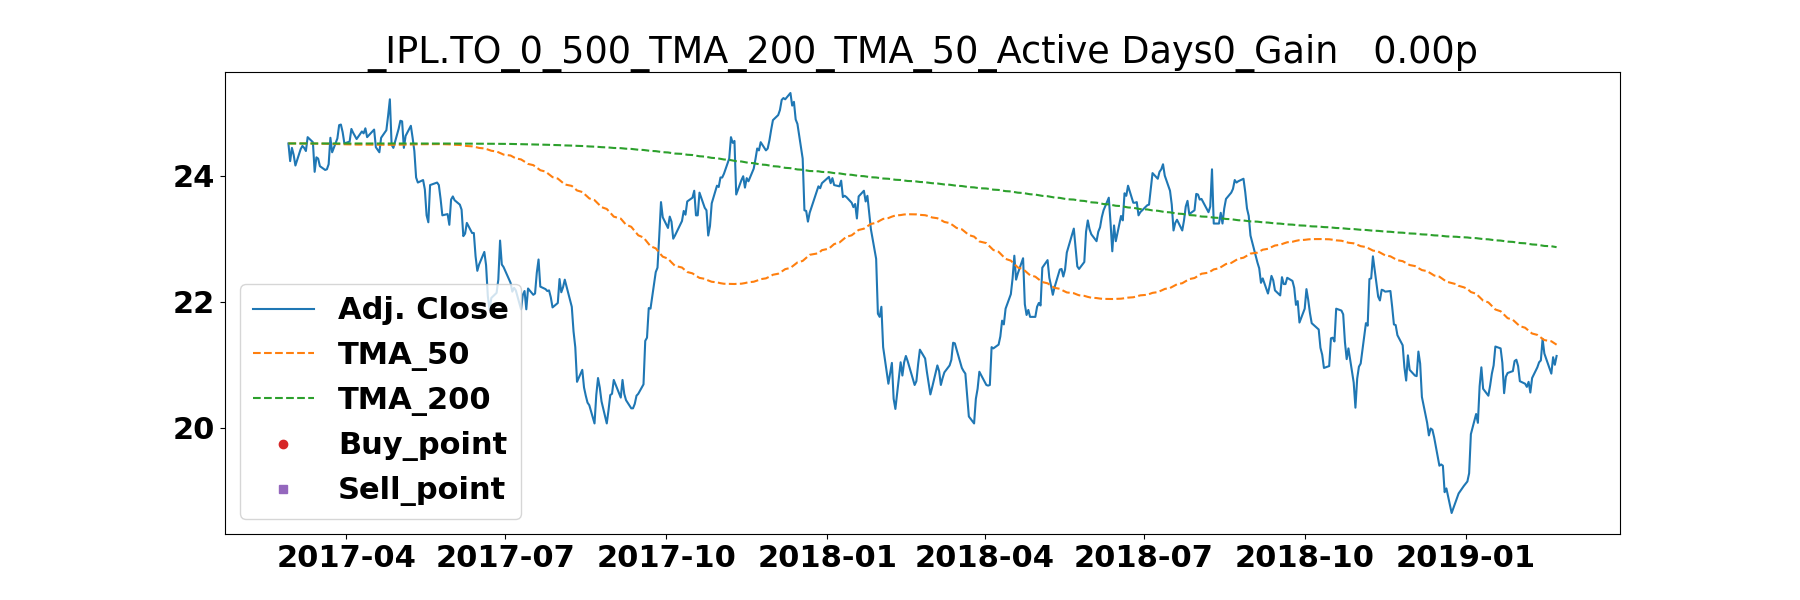 _IPL.TO_0_500_TMA_200_TMA_50_Active Days0_Gain   0.00p
24
22
20
Adj. Close
TMA_50
TMA_200
Buy_point
Sell_point
2017-04 2017-07 2017-10 2018-01 2018-04 2018-07 2018-10 2019-01